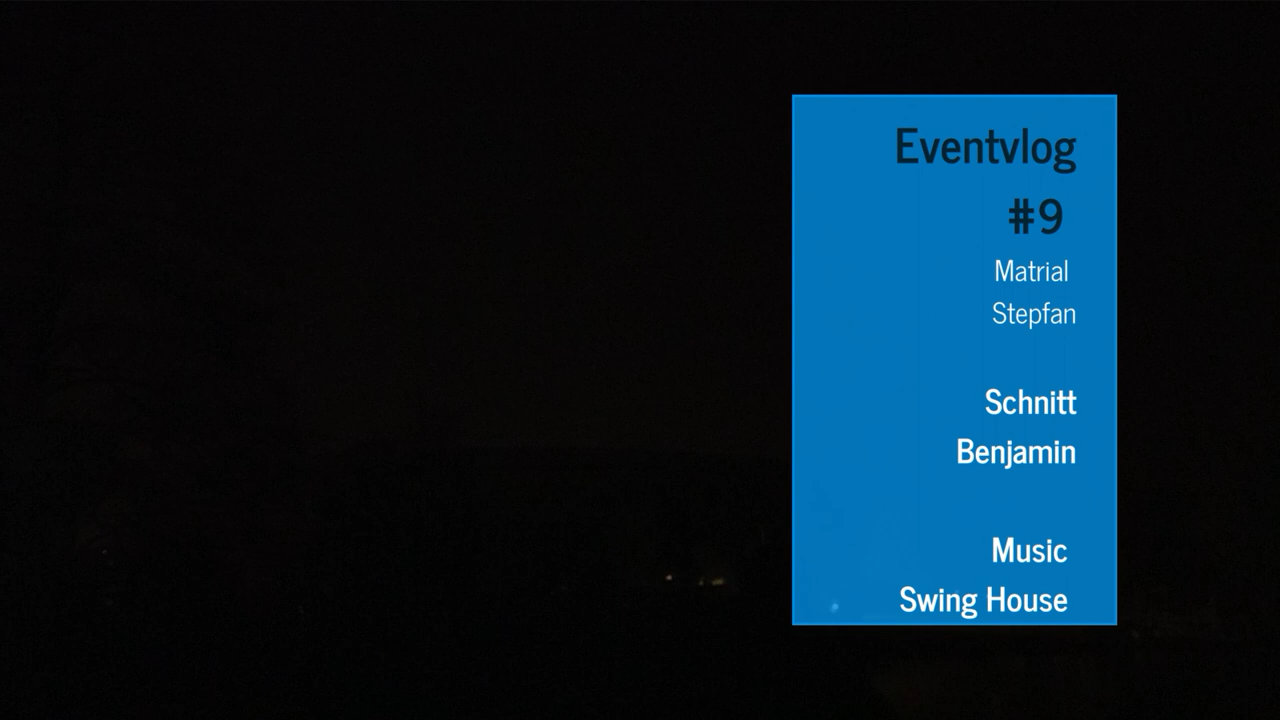 Eventvlog
#9
Matrial
Stepfan
Schnitt
Benjamin
Music
Swing House